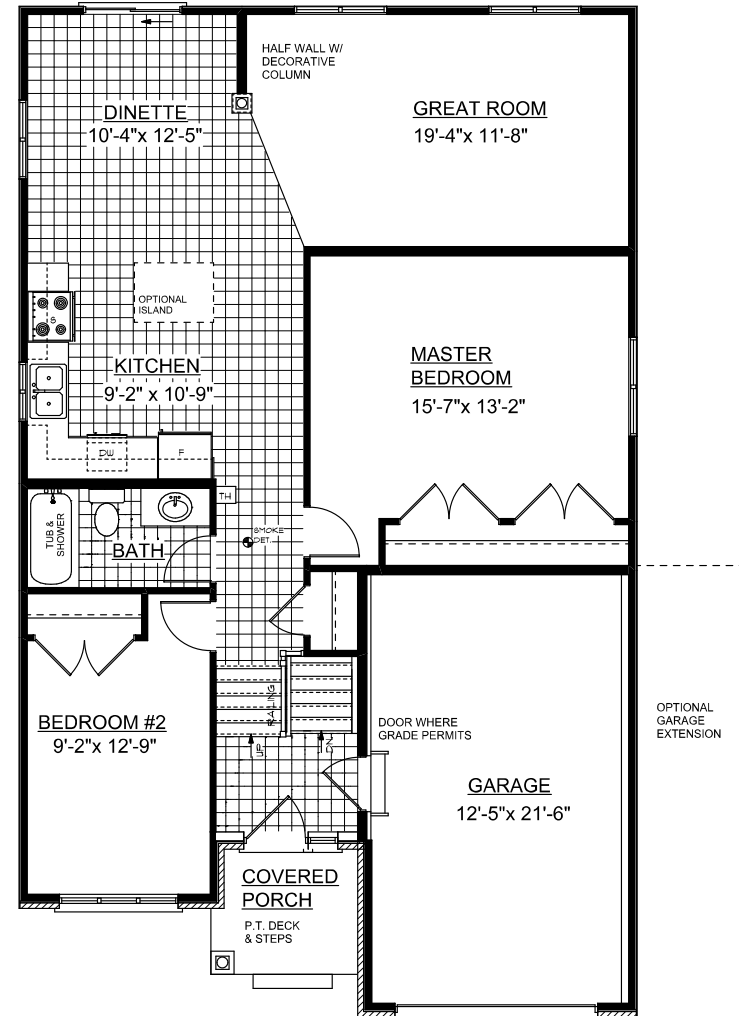 HALF WALL W/
DECORATIVE
COLUMN
DINETTE
10'-4"x 12'-5"
GREAT ROOM
19'-4"x 11'-8"
OPTIONAL
ISLAND
S
KITCHEN
9'-2" x 10'-9"
MASTER
BEDROOM
15'-7"x 13'-2"
DW
F
TH
TUB &
SHOWER
BATH
SMOKE
DET.
BEDROOM #2
9'-2"x 12'-9"
RAILING
UP
DN
DOOR WHERE
GRADE PERMITS
OPTIONAL
GARAGE
EXTENSION
GARAGE
12'-5"x 21'-6"
COVERED
PORCH
P.T. DECK
& STEPS